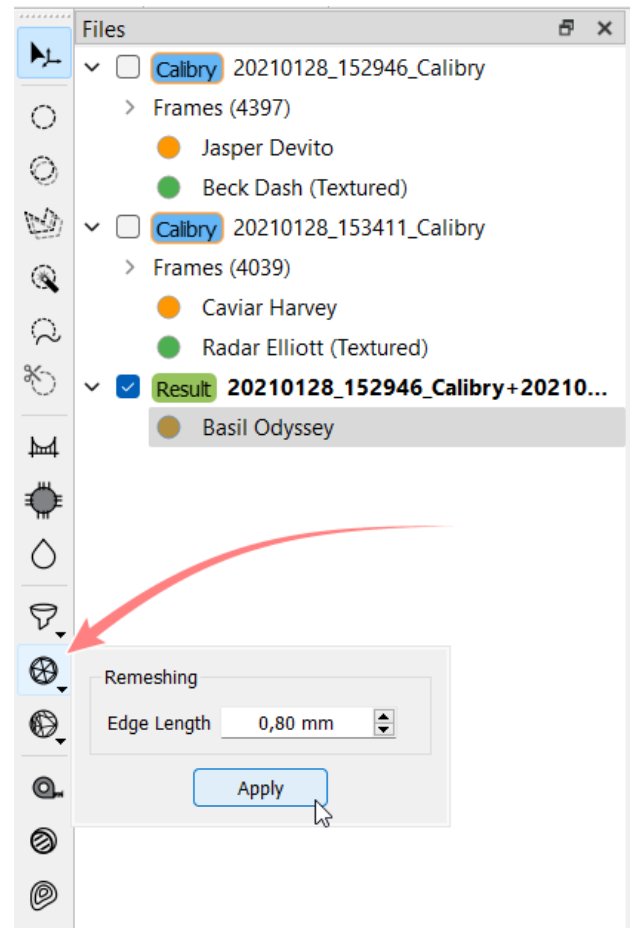 Files
Calibry 20210128_152946_Calibry
Frames (4397)
Jasper Devito
Beck Dash (Textured)
Calibry 20210128_153411_Calibry
Frames (4039)
Caviar Harvey
Radar Elliott (Textured)
Result 20210128_152946_Calibry+20210...
Basil Odyssey
Remeshing
Edge Length 0,80 mm
Apply